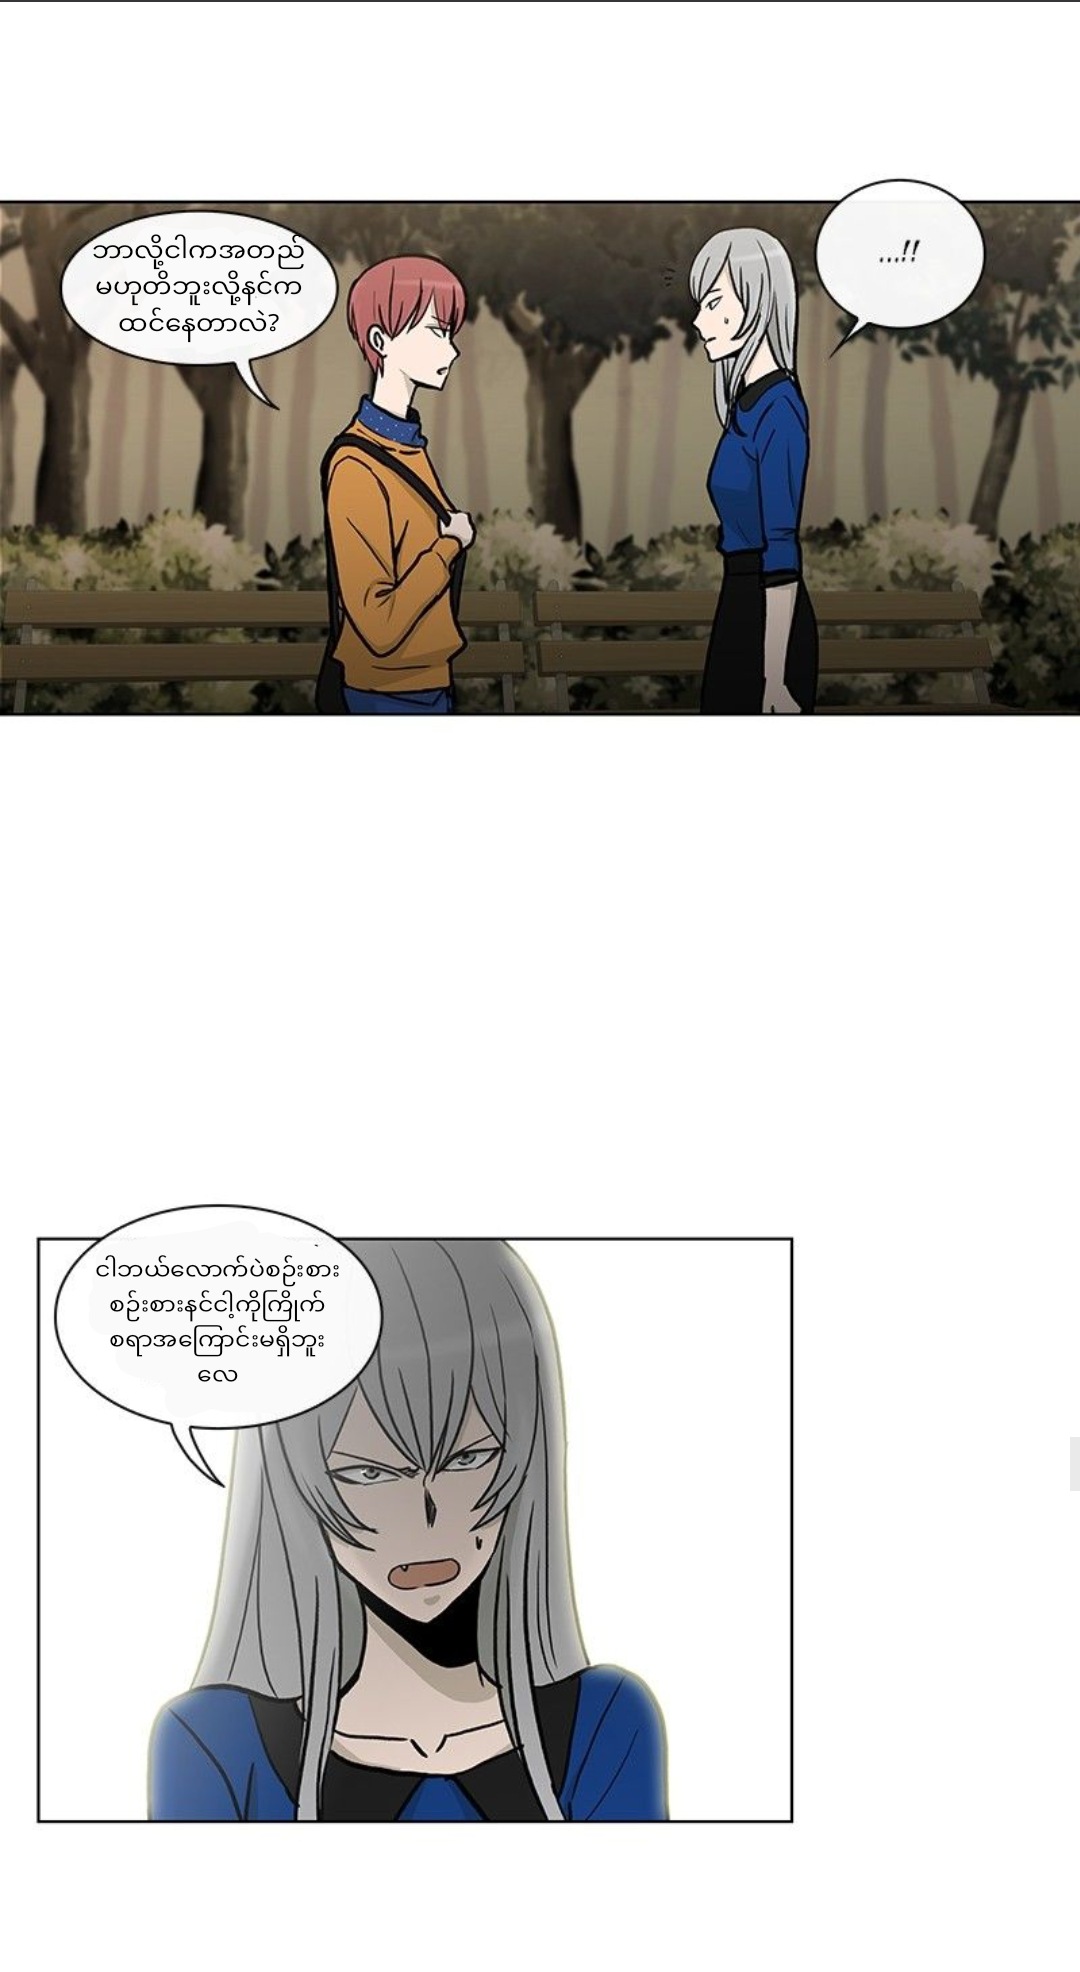 ဘာလို့ငါကအတည်
မဟုတ်ဘူးလို့နင်က
ထင်နေတာလဲ?
...!!
ငါဘယ်လောက်ပဲစဉ်းစား
စဉ်းစားနင်ငါ့ကိုကြိုက်
စရာအကြောင်းမရှိဘူး
လေ